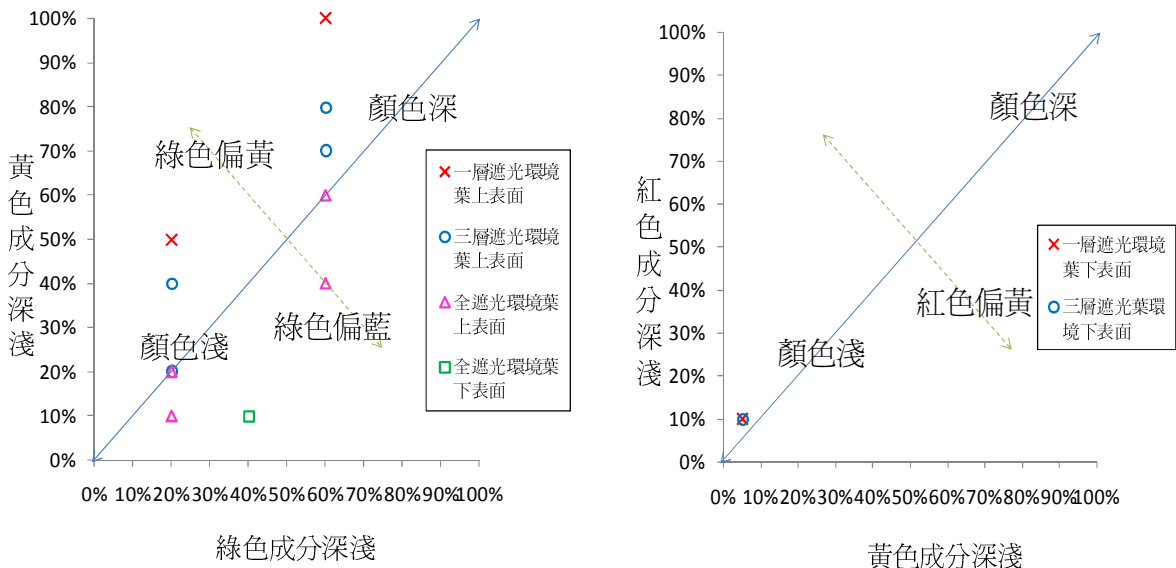 100%
90%
80%
70%
60%
50%
40%
30%
20%
10%
0%
黃色成分深淺
顏色深
綠色偏黃
綠色偏藍
顏色淺
一層遮光環境
葉上表面
三層遮光環境
葉上表面
全遮光環境葉
上表面
全遮光環境葉
下表面
0% 10% 20% 30% 40% 50% 60% 70% 80% 90% 100%
綠色成分深淺
100%
90%
80%
70%
60%
50%
40%
30%
20%
10%
0%
紅色成分深淺
顏色深
紅色偏黃
顏色淺
一層遮光環境
葉下表面
三層遮光葉環
境下表面
0% 10% 20% 30% 40% 50% 60% 70% 80% 90% 100%
黃色成分深淺